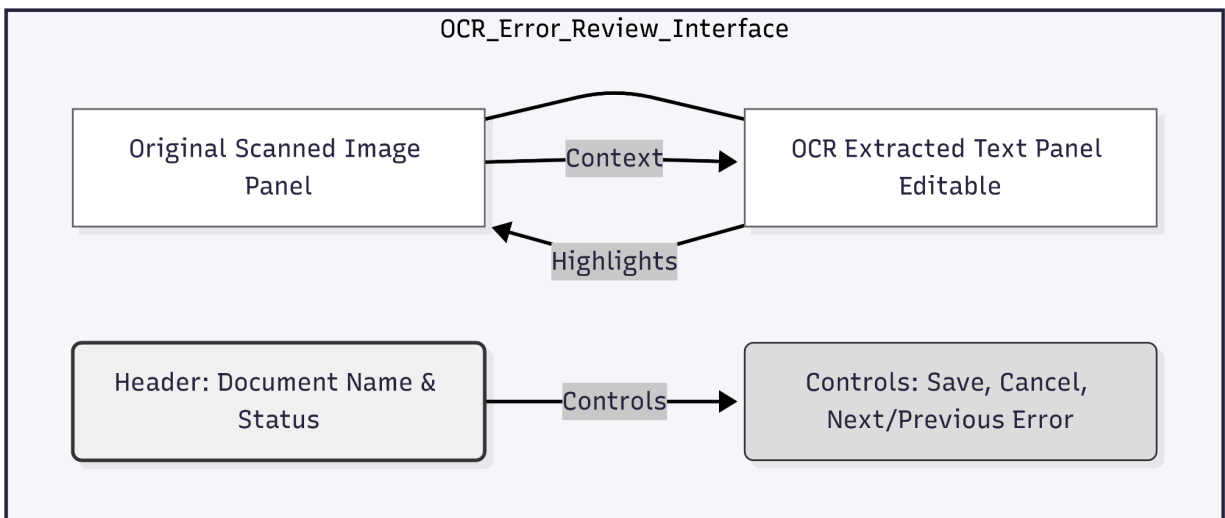 OCR_Error_Review_Interface
Original Scanned Image
Panel
Context
OCR Extracted Text Panel
Editable
Highlights
Header: Document Name &
Status
Controls
Controls: Save, Cancel,
Next/Previous Error